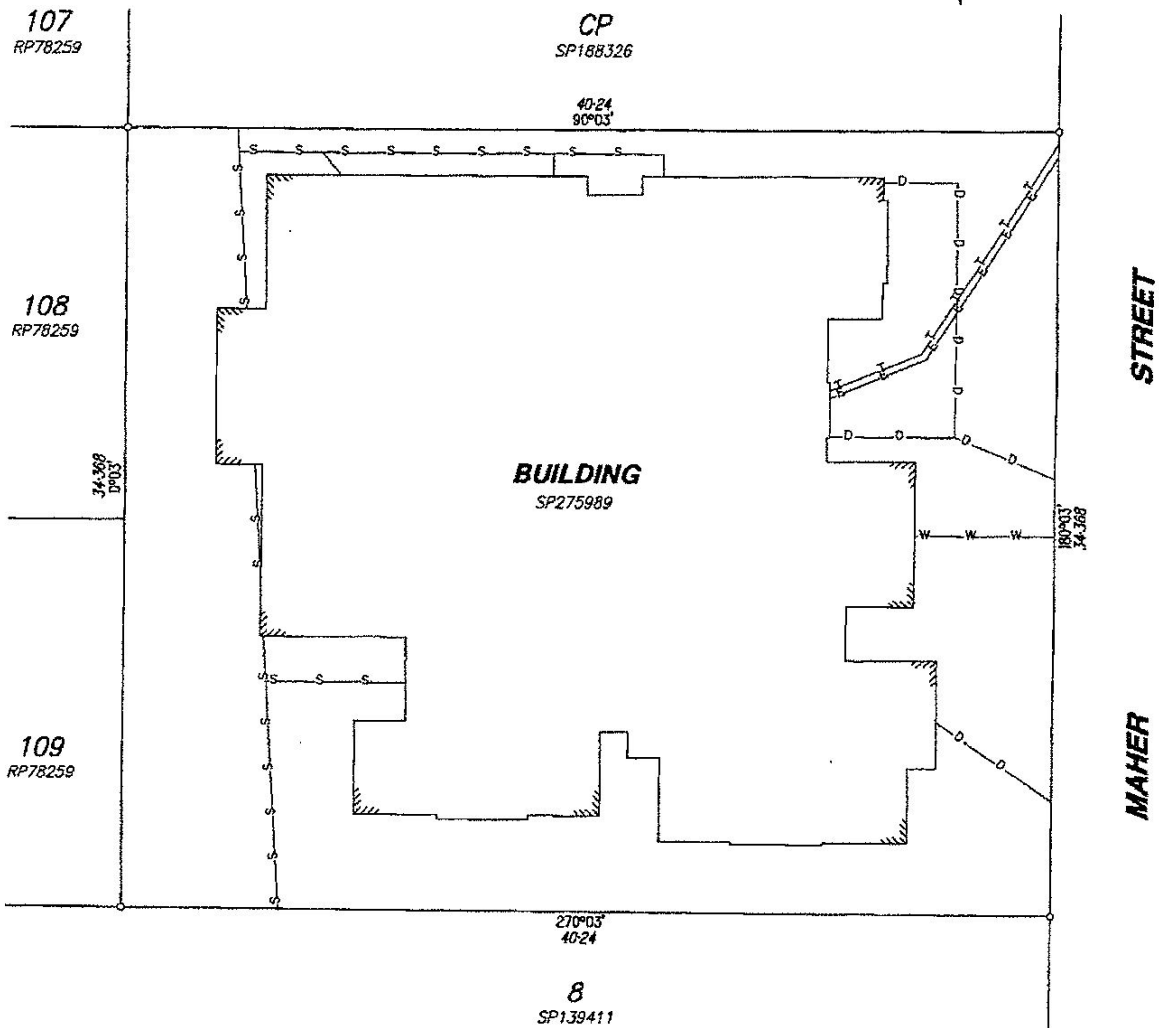 107
RP78259
CP
SP188326
40·24
90°03'
S S S S S S S S S
S
S
S
S
D
D
D
D
D
D
T
E
T
E
T
E
T
E
T
E
T
E
108
RP78259
STREET
34·368
0°03'
BUILDING
SP275989
D D D D
S
S
W W W
180°03'
34·368
S
S S S
S
S
S
S
S
109
RP78259
D D
MAHER
270°03'
40·24
8
SP139411